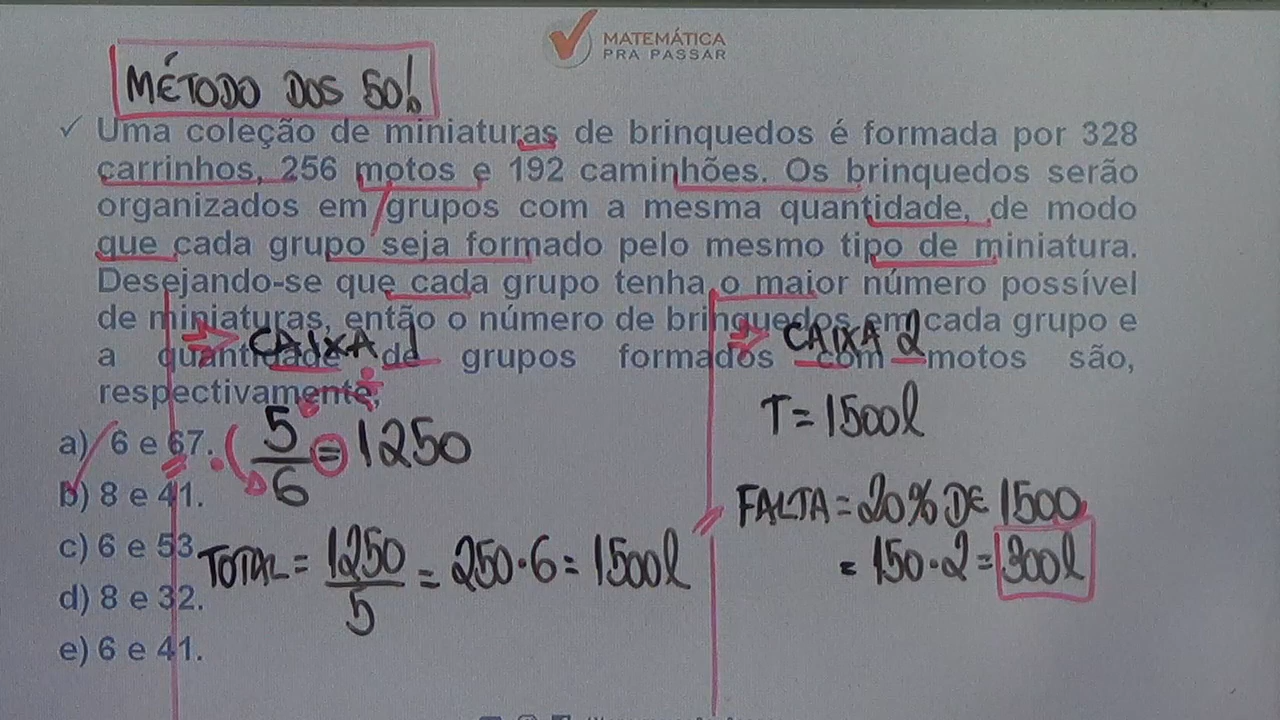 MATEMÁTICA
PRA PASSAR
MÉTODO DOS 50!
✓ Uma coleção de miniaturas de brinquedos é formada por 328
carrinhos, 256 motos e 192 caminhões. Os brinquedos serão
organizados em grupos com a mesma quantidade, de modo
que cada grupo seja formado pelo mesmo tipo de miniatura.
Desejando-se que cada grupo tenha o maior número possível
de miniaturas, então o número de brinquedos em cada grupo e
a quantidade de grupos formados com motos são,
respectivamente,
a) 6 e 67.
b) 8 e 41.
c) 6 e 53.
d) 8 e 32.
e) 6 e 41.
⇒ CAIXA 1
5/6 = 1250
TOTAL = 1250/5 = 250·6 = 1500l
⇒ CAIXA 2
T = 1500l
FALTA = 20% DE 1500
= 150·2 = 300l